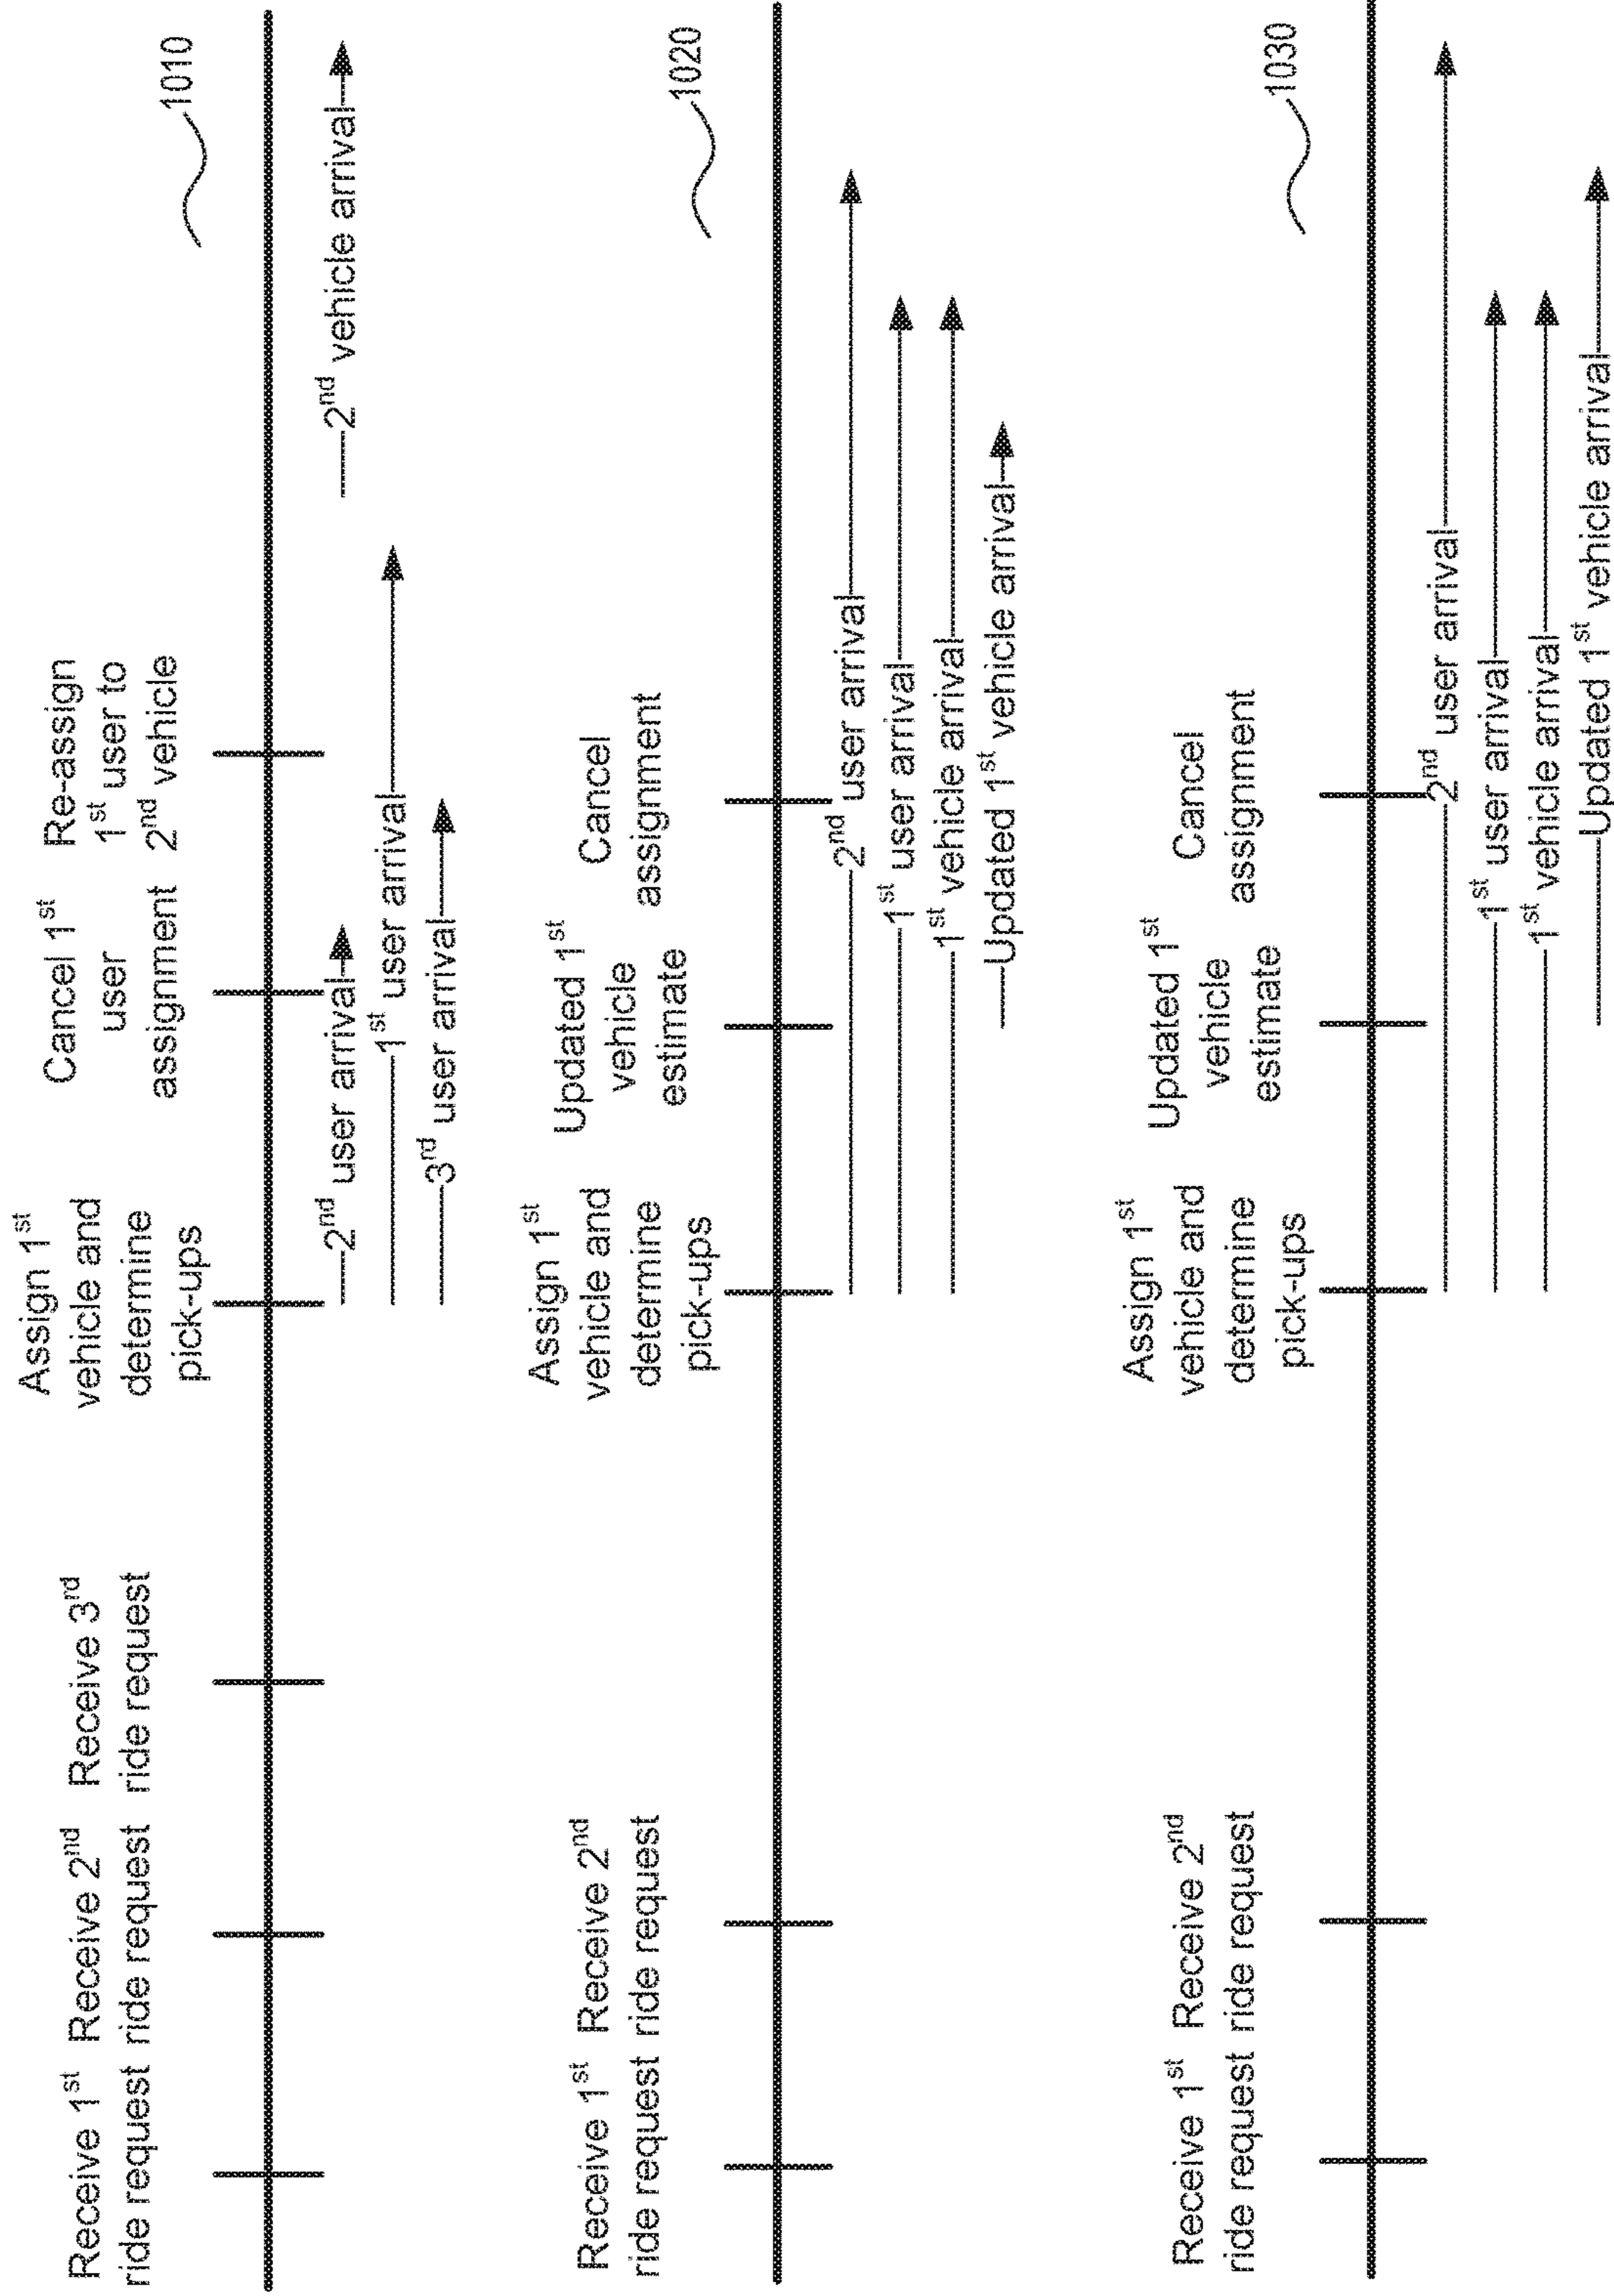 1010
Receive 1st
ride request
Receive 2nd
ride request
Receive 3rd
ride request
Assign 1st
vehicle and
determine
pick-ups
Cancel 1st
user
assignment
Re-assign
1st user to
2nd vehicle
2nd user arrival
1st user arrival
3rd user arrival
2nd vehicle arrival
1020
Receive 1st
ride request
Receive 2nd
ride request
Assign 1st
vehicle and
determine
pick-ups
Updated 1st
vehicle
estimate
Cancel
assignment
2nd user arrival
1st user arrival
1st vehicle arrival
Updated 1st vehicle arrival
1030
Receive 1st
ride request
Receive 2nd
ride request
Assign 1st
vehicle and
determine
pick-ups
Updated 1st
vehicle
estimate
Cancel
assignment
2nd user arrival
1st user arrival
1st vehicle arrival
Updated 1st vehicle arrival